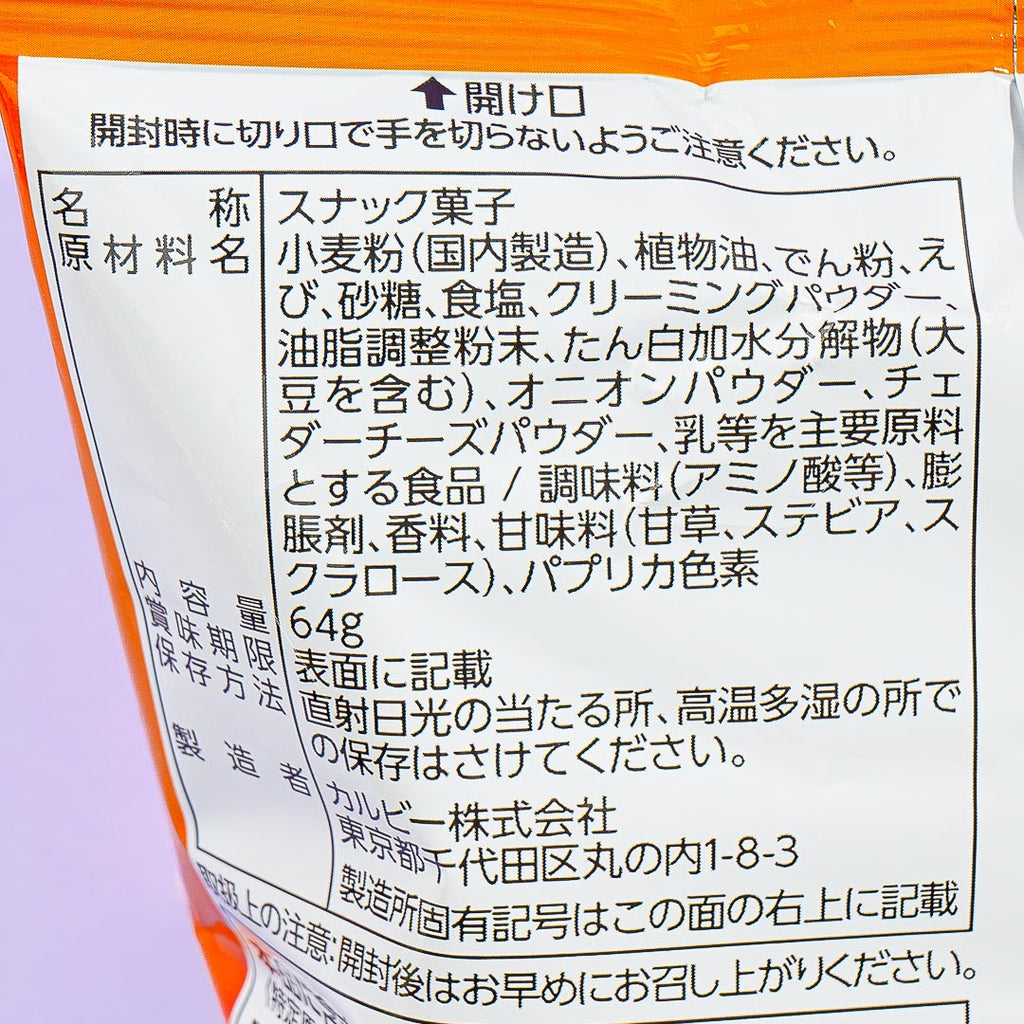 開け口
開封時に切り口で手を切らないようご注意ください。
名称 スナック菓子
原材料名 小麦粉(国内製造)、植物油、でん粉、え
び、砂糖、食塩、クリーミングパウダー、
油脂調整粉末、たん白加水分解物(大
豆を含む)、オニオンパウダー、チェ
ダーチーズパウダー、乳等を主要原料
とする食品 / 調味料(アミノ酸等)、膨
脹剤、香料、甘味料(甘草、ステビア、ス
クラロース)、パプリカ色素
内容量 64g
賞味期限 表面に記載
保存方法 直射日光の当たる所、高温多湿の所で
の保存はさけてください。
製造者 カルビー株式会社
東京都千代田区丸の内1-8-3
製造所固有記号はこの面の右上に記載
取扱上の注意:開封後はお早めにお召し上がりください。